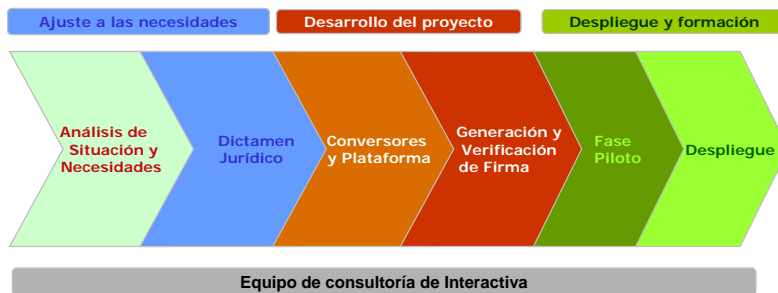 Ajuste a las necesidades
Desarrollo del proyecto
Despliegue y formación
Análisis de
Situación y
Necesidades
Dictamen
Jurídico
Conversores
y Plataforma
Generación y
Verificación
de Firma
Fase
Piloto
Despliegue
Equipo de consultoría de Interactiva